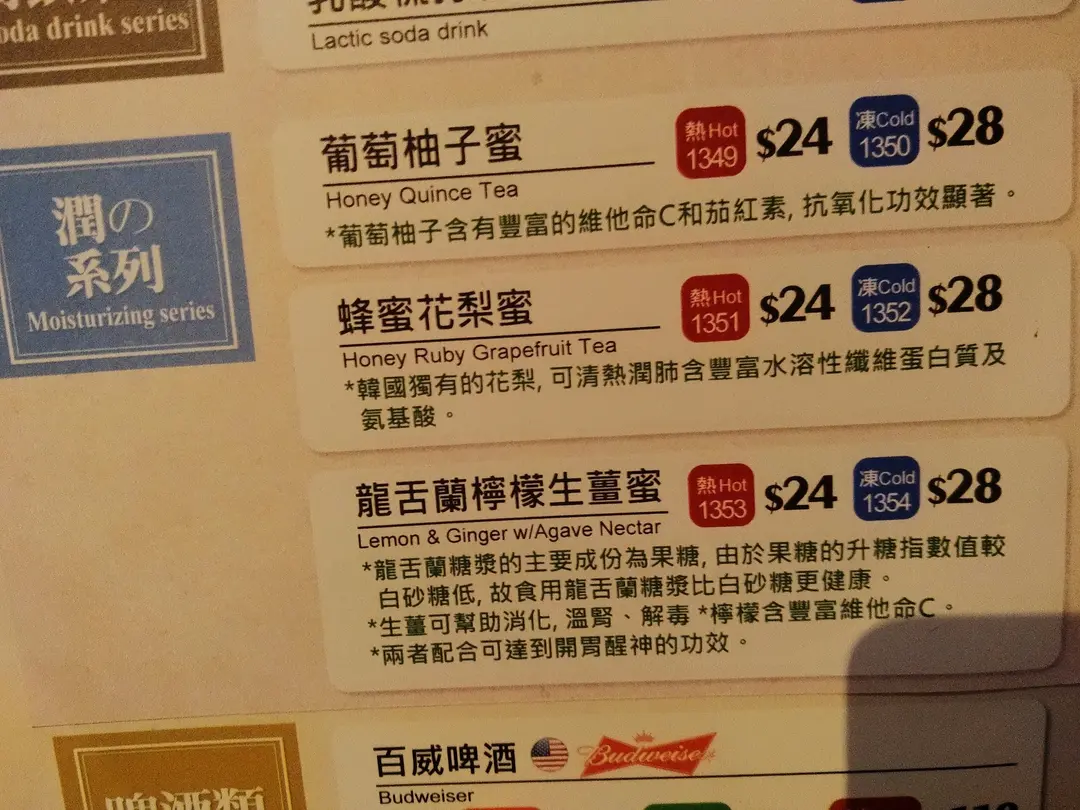 oda drink series
Lactic soda drink
潤の
系列
Moisturizing series
葡萄柚子蜜
熱Hot
1349
$24
凍Cold
1350
$28
Honey Quince Tea
*葡萄柚子含有豐富的維他命C和茄紅素, 抗氧化功效顯著。
蜂蜜花梨蜜
熱Hot
1351
$24
凍Cold
1352
$28
Honey Ruby Grapefruit Tea
*韓國獨有的花梨, 可清熱潤肺含豐富水溶性纖維蛋白質及
氨基酸。
龍舌蘭檸檬生薑蜜
熱Hot
1353
$24
凍Cold
1354
$28
Lemon & Ginger w/Agave Nectar
*龍舌蘭糖漿的主要成份為果糖, 由於果糖的升糖指數值較
白砂糖低, 故食用龍舌蘭糖漿比白砂糖更健康。
*生薑可幫助消化, 溫腎、解毒 *檸檬含豐富維他命C。
*兩者配合可達到開胃醒神的功效。
啤酒類
百威啤酒
Budweiser
Budweiser